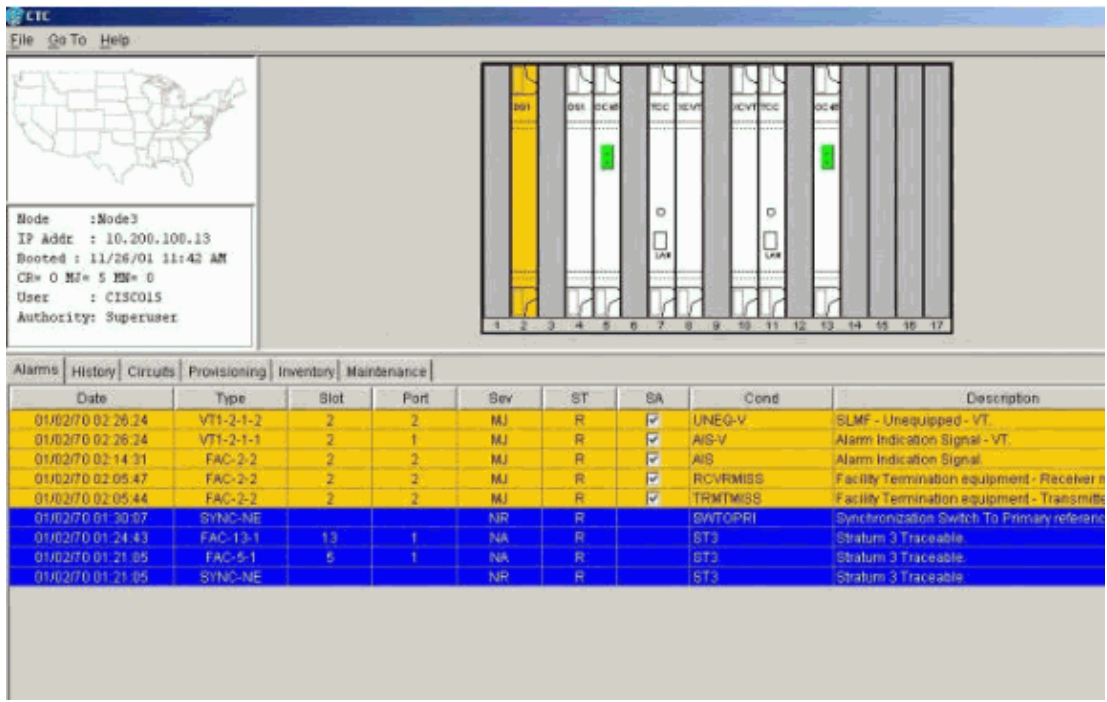 CTC
File Go To Help
DS1 DS1 OC48 TCC XCVT XCVT TCC OC48
LAN LAN
1 2 3 4 5 6 7 8 9 10 11 12 13 14 15 16 17
Node :Node3
IP Addr : 10.200.100.13
Booted : 11/26/01 11:42 AM
CR= 0 MJ= 5 MN= 0
User : CISCO15
Authority: Superuser
Alarms History Circuits Provisioning Inventory Maintenance
Date Type Slot Port Sev ST SA Cond Description
01/02/70 02:26:24 VT1-2-1-2 2 2 MJ R UNEQ-V SLMF - Unequipped - VT.
01/02/70 02:26:24 VT1-2-1-1 2 1 MJ R AIS-V Alarm Indication Signal - VT.
01/02/70 02:14:31 FAC-2-2 2 2 MJ R AIS Alarm Indication Signal.
01/02/70 02:05:47 FAC-2-2 2 2 MJ R RCVRMISS Facility Termination equipment - Receiver m
01/02/70 02:05:44 FAC-2-2 2 2 MJ R TRMTMISS Facility Termination equipment - Transmitte
01/02/70 01:30:07 SYNC-NE NR R SWTOPRI Synchronization Switch To Primary referenc
01/02/70 01:24:43 FAC-13-1 13 1 NA R ST3 Stratum 3 Traceable.
01/02/70 01:21:05 FAC-5-1 5 1 NA R ST3 Stratum 3 Traceable.
01/02/70 01:21:05 SYNC-NE NR R ST3 Stratum 3 Traceable.